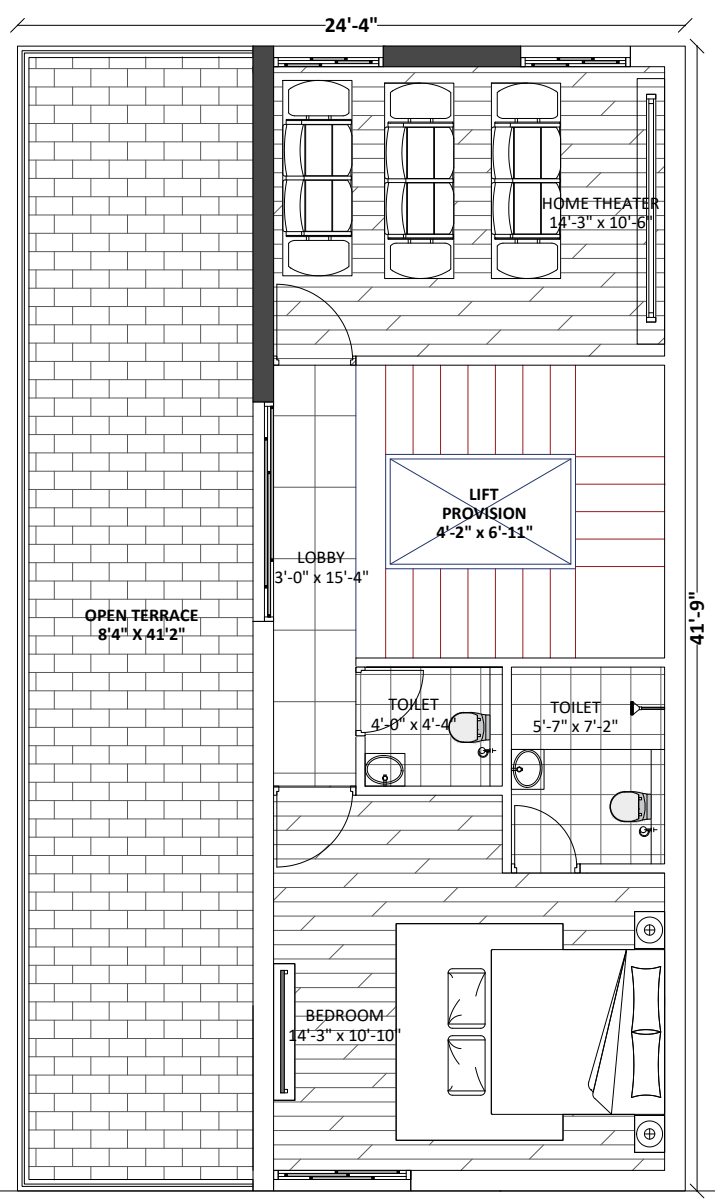 24'-4"
HOME THEATER
14'-3" x 10'-6"
LIFT
PROVISION
4'-2" x 6'-11"
LOBBY
3'-0" x 15'-4"
OPEN TERRACE
8'4" X 41'2"
41'-9"
TOILET
4'-0" x 4'-4"
TOILET
5'-7" x 7'-2"
BEDROOM
14'-3" x 10'-10"